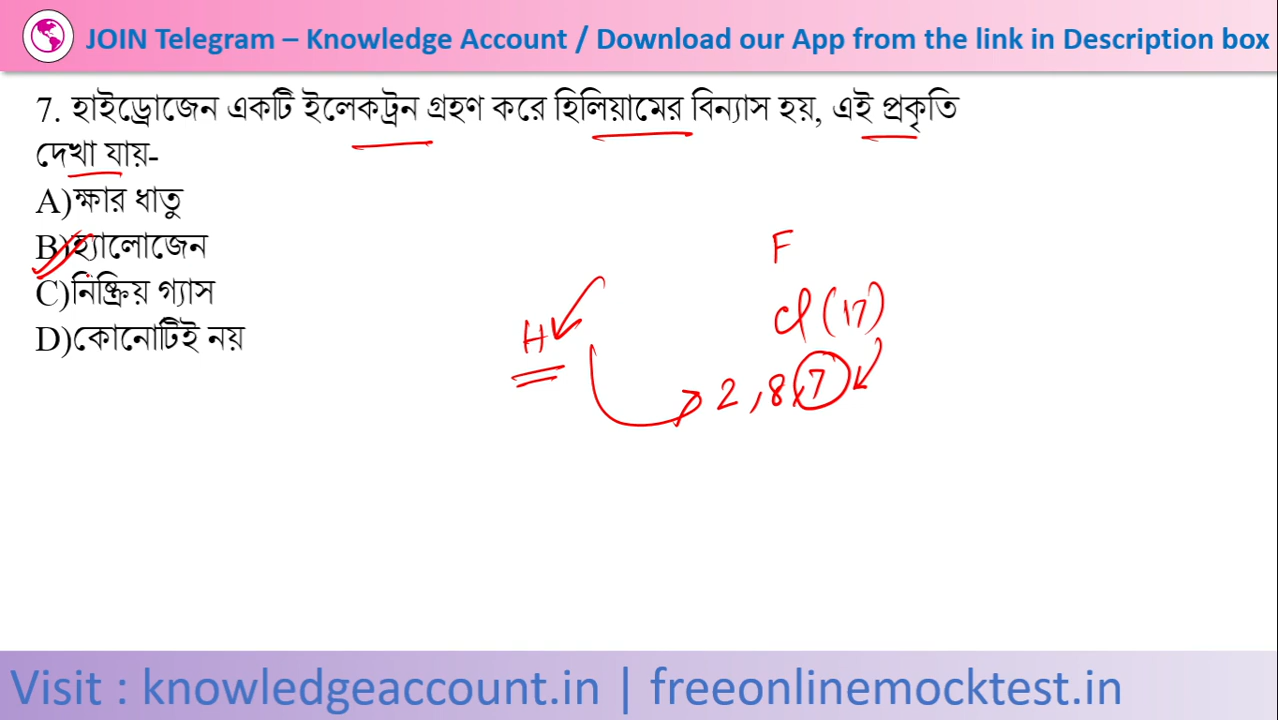 JOIN Telegram – Knowledge Account / Download our App from the link in Description box
7. হাইড্রোজেন একটি ইলেকট্রন গ্রহণ করে হিলিয়ামের বিন্যাস হয়, এই প্রকৃতি
দেখা যায়-
A)ক্ষার ধাতু
B)হ্যালোজেন
C)নিষ্ক্রিয় গ্যাস
D)কোনোটিই নয়
F
Cl (17)
H
2, 8, 7
Visit : knowledgeaccount.in | freeonlinemocktest.in